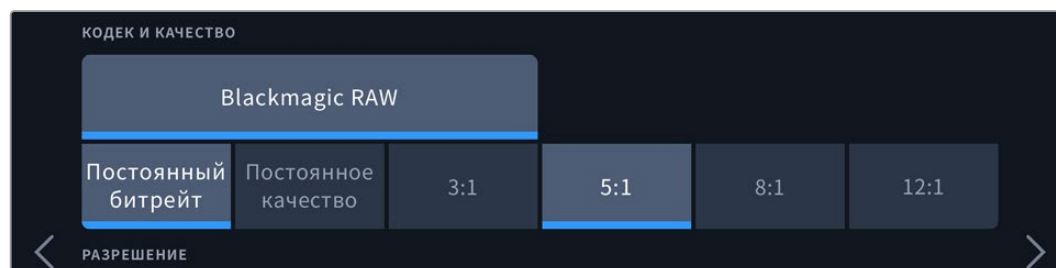 КОДЕК И КАЧЕСТВО
Blackmagic RAW
Постоянный
битрейт
Постоянное
качество
3:1
5:1
8:1
12:1
РАЗРЕШЕНИЕ